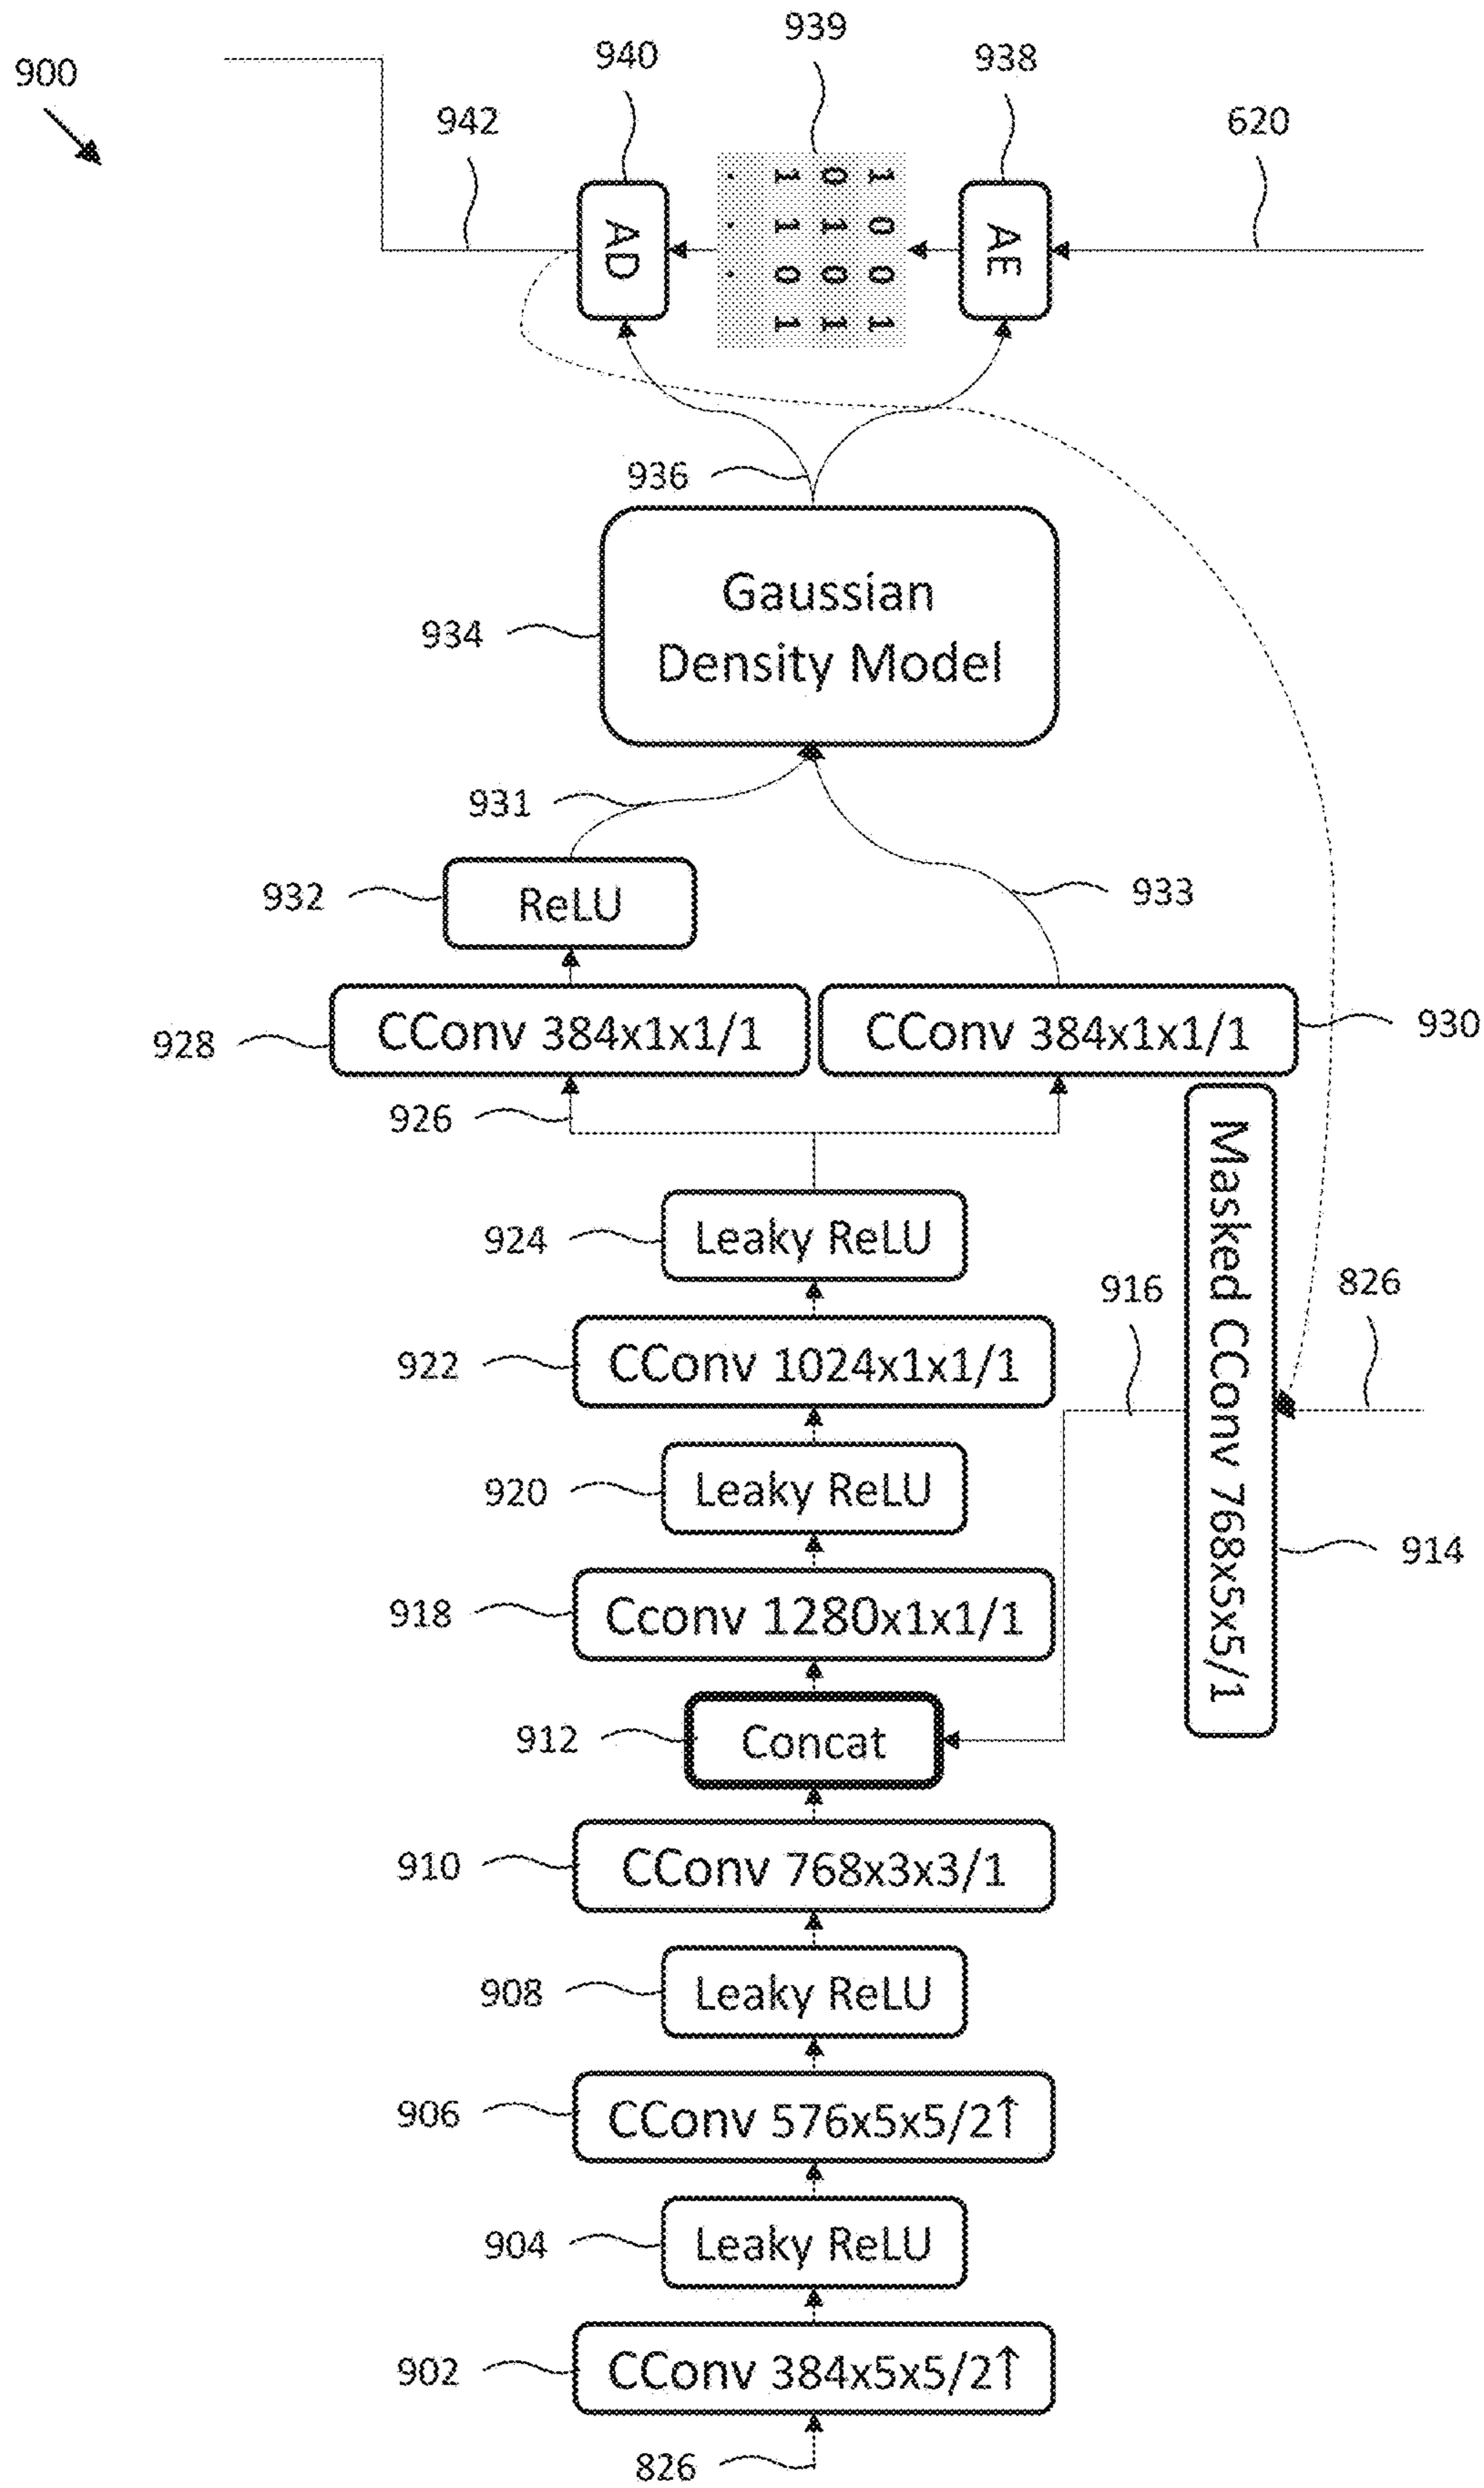 900
942
940
939
938
620
AD
1 0 0 1
0 1 0 1
1 1 0 1
. . .
AE
936
934
Gaussian
Density Model
931
932
ReLU
933
928
CConv 384x1x1/1
CConv 384x1x1/1
930
926
924
Leaky ReLU
922
CConv 1024x1x1/1
916
Masked CConv 768x5x5/1
826
920
Leaky ReLU
914
918
Cconv 1280x1x1/1
912
Concat
910
CConv 768x3x3/1
908
Leaky ReLU
906
CConv 576x5x5/2↑
904
Leaky ReLU
902
CConv 384x5x5/2↑
826